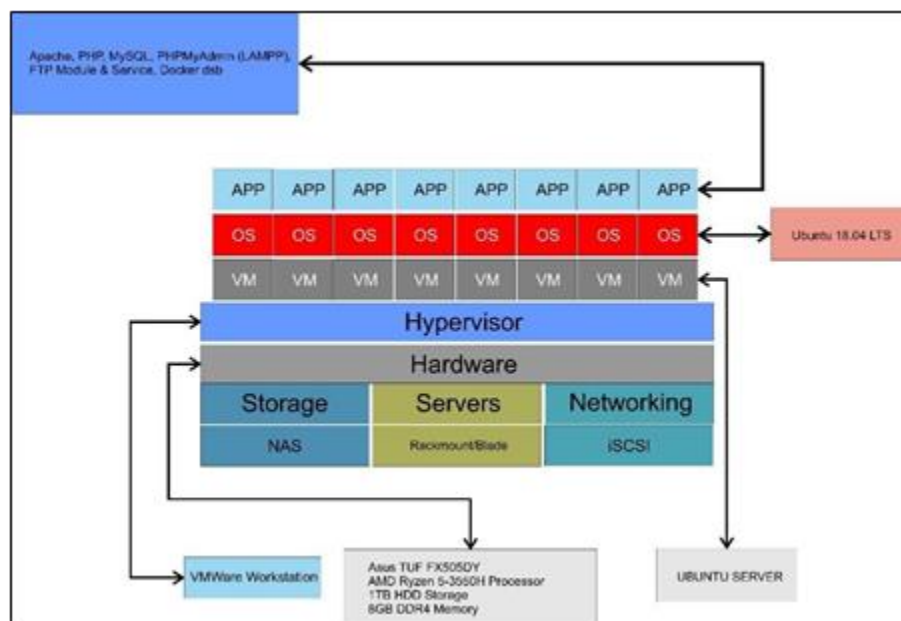 Apache, PHP, MySQL, PHPMyAdmin (LAMPP),
FTP Module & Service, Docker dsb
APP APP APP APP APP APP APP APP
OS OS OS OS OS OS OS OS
Ubuntu 18.04 LTS
VM VM VM VM VM VM VM VM
Hypervisor
Hardware
Storage Servers Networking
NAS Rackmount/Blade iSCSI
VMWare Workstation
Asus TUF FX505DY
AMD Ryzen 5-3550H Processor
1TB HDD Storage
8GB DDR4 Memory
UBUNTU SERVER